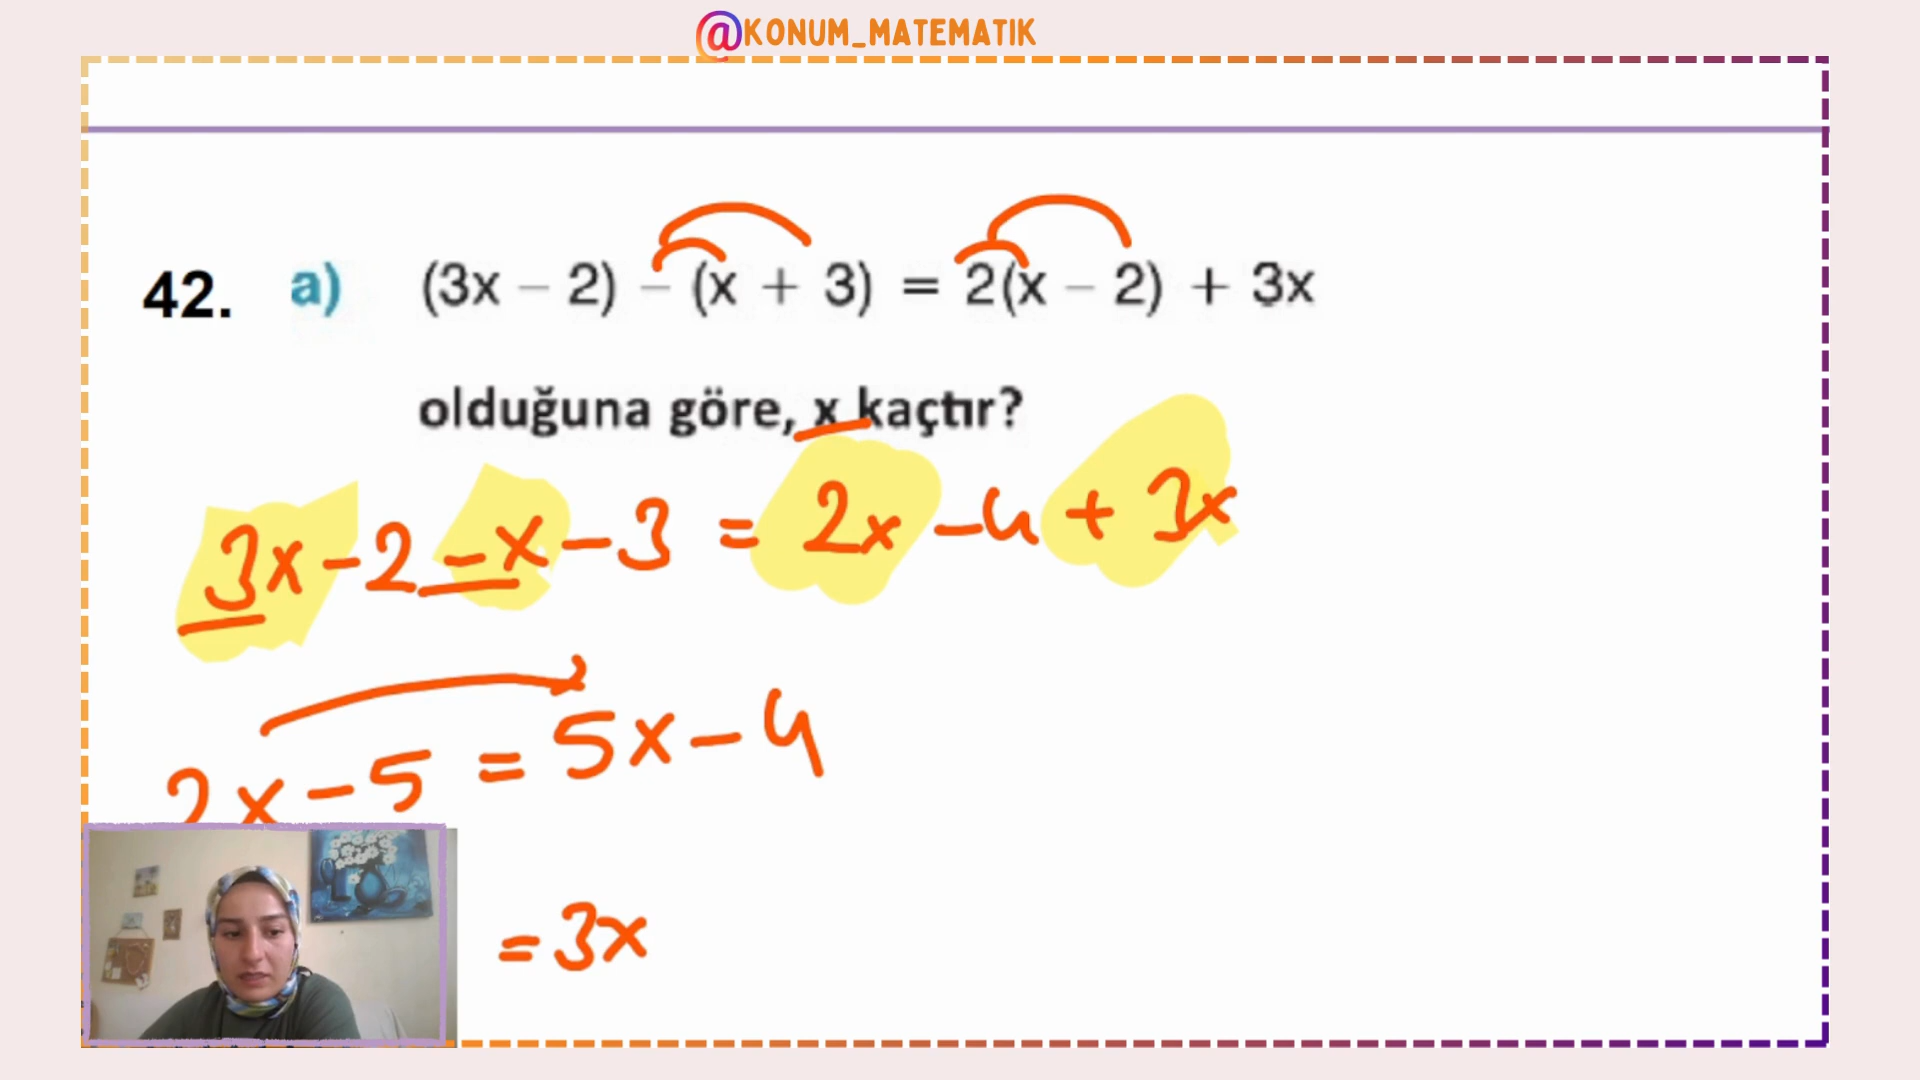 @KONUM_MATEMATIK
42. a) (3x – 2) – (x + 3) = 2(x – 2) + 3x
olduğuna göre, x kaçtır?
3x - 2 - x - 3 = 2x - 4 + 3x
2x - 5 = 5x - 4
= 3x